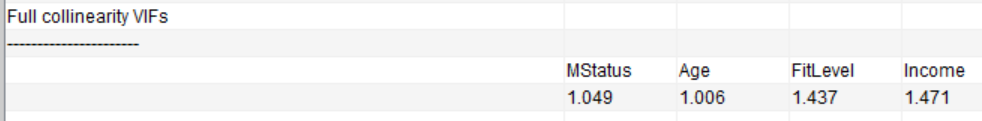 Full collinearity VIFs
-----------------------
MStatus Age FitLevel Income
1.049 1.006 1.437 1.471